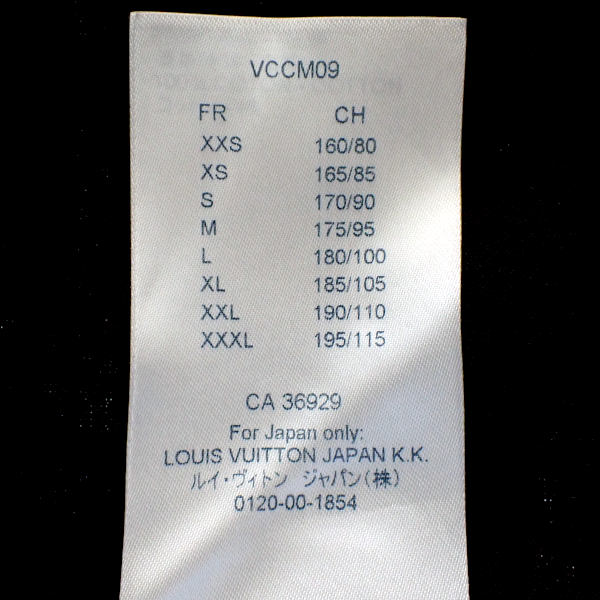 VCCM09
FR CH
XXS 160/80
XS 165/85
S 170/90
M 175/95
L 180/100
XL 185/105
XXL 190/110
XXXL 195/115
CA 36929
For Japan only:
LOUIS VUITTON JAPAN K.K.
ルイ・ヴィトン ジャパン(株)
0120-00-1854